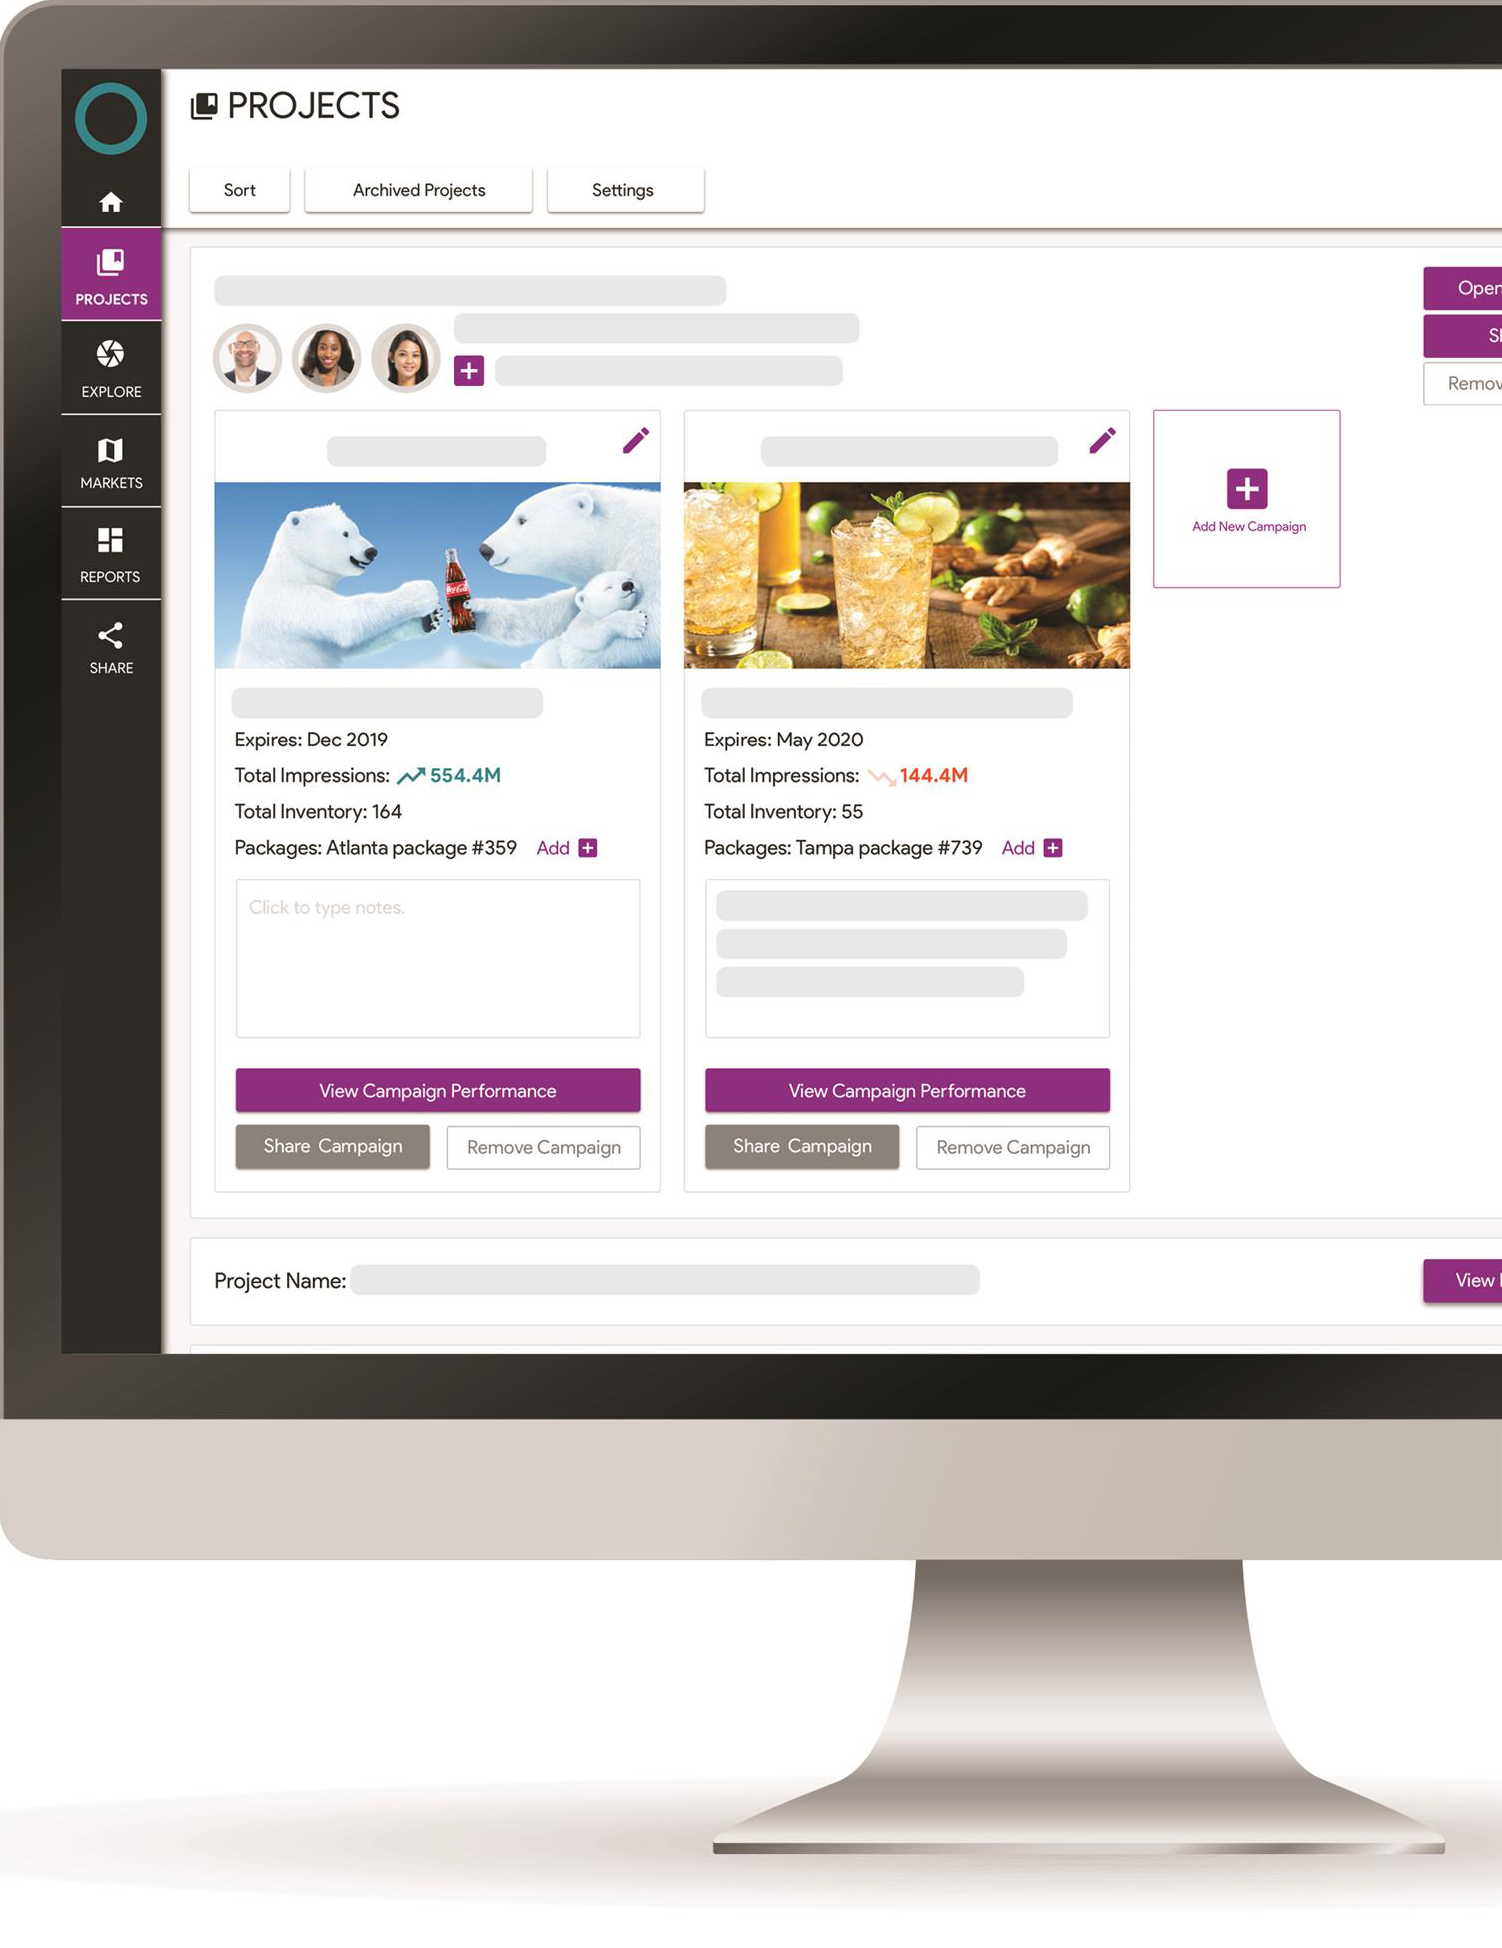 PROJECTS
Sort
Archived Projects
Settings
PROJECTS
EXPLORE
MARKETS
REPORTS
SHARE
Open
Add New Campaign
Coca-Cola
Expires: Dec 2019
Total Impressions: 554.4M
Total Inventory: 164
Packages: Atlanta package #359 Add
Click to type notes.
View Campaign Performance
Share Campaign
Remove Campaign
Expires: May 2020
Total Impressions: 144.4M
Total Inventory: 55
Packages: Tampa package #739 Add
View Campaign Performance
Share Campaign
Remove Campaign
Project Name:
View